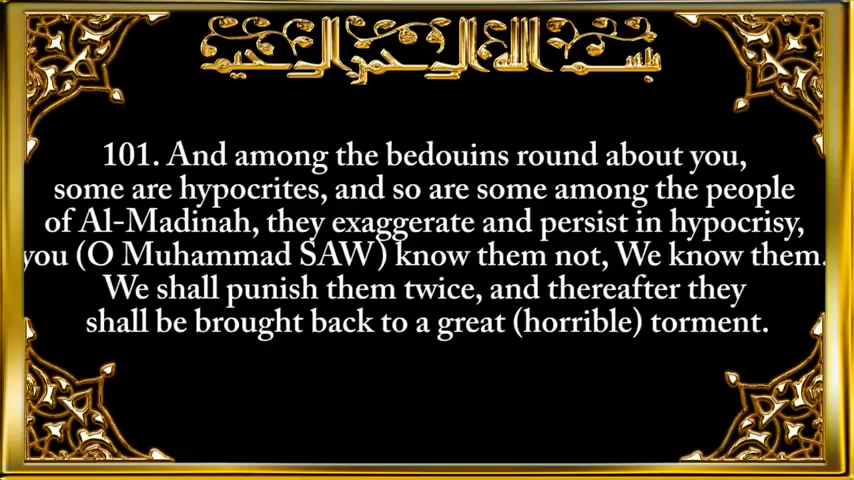 بسم الله الرحمن الرحيم
101. And among the bedouins round about you,
some are hypocrites, and so are some among the people
of Al-Madinah, they exaggerate and persist in hypocrisy,
you (O Muhammad SAW) know them not, We know them.
We shall punish them twice, and thereafter they
shall be brought back to a great (horrible) torment.